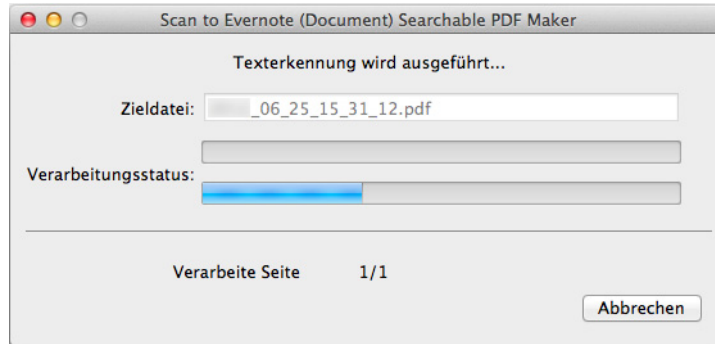 Scan to Evernote (Document) Searchable PDF Maker
Texterkennung wird ausgeführt...
Zieldatei: _06_25_15_31_12.pdf
Verarbeitungsstatus:
Verarbeite Seite 1/1
Abbrechen